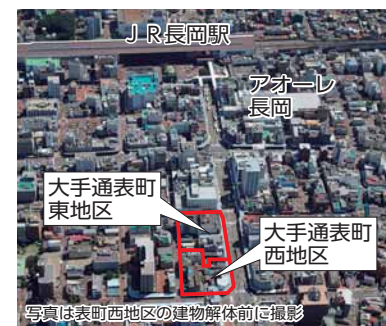 ＪＲ長岡駅
アオーレ
長岡
大手通表町
東地区
大手通表町
西地区
写真は表町西地区の建物解体前に撮影